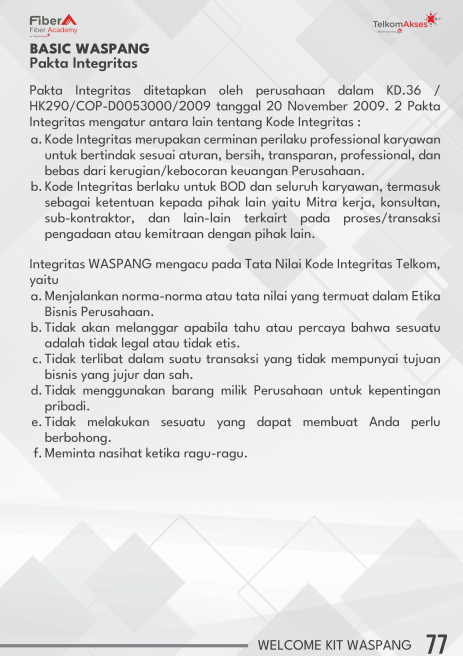 FiberA
Fiber Academy
TelkomAkses
BASIC WASPANG
Pakta Integritas
Pakta Integritas ditetapkan oleh perusahaan dalam KD.36 /
HK290/COP-D0053000/2009 tanggal 20 November 2009. 2 Pakta
Integritas mengatur antara lain tentang Kode Integritas :
a. Kode Integritas merupakan cerminan perilaku professional karyawan
untuk bertindak sesuai aturan, bersih, transparan, professional, dan
bebas dari kerugian/kebocoran keuangan Perusahaan.
b. Kode Integritas berlaku untuk BOD dan seluruh karyawan, termasuk
sebagai ketentuan kepada pihak lain yaitu Mitra kerja, konsultan,
sub-kontraktor, dan lain-lain terkairt pada proses/transaksi
pengadaan atau kemitraan dengan pihak lain.
Integritas WASPANG mengacu pada Tata Nilai Kode Integritas Telkom,
yaitu
a. Menjalankan norma-norma atau tata nilai yang termuat dalam Etika
Bisnis Perusahaan.
b. Tidak akan melanggar apabila tahu atau percaya bahwa sesuatu
adalah tidak legal atau tidak etis.
c. Tidak terlibat dalam suatu transaksi yang tidak mempunyai tujuan
bisnis yang jujur dan sah.
d. Tidak menggunakan barang milik Perusahaan untuk kepentingan
pribadi.
e. Tidak melakukan sesuatu yang dapat membuat Anda perlu
berbohong.
f. Meminta nasihat ketika ragu-ragu.
WELCOME KIT WASPANG 77